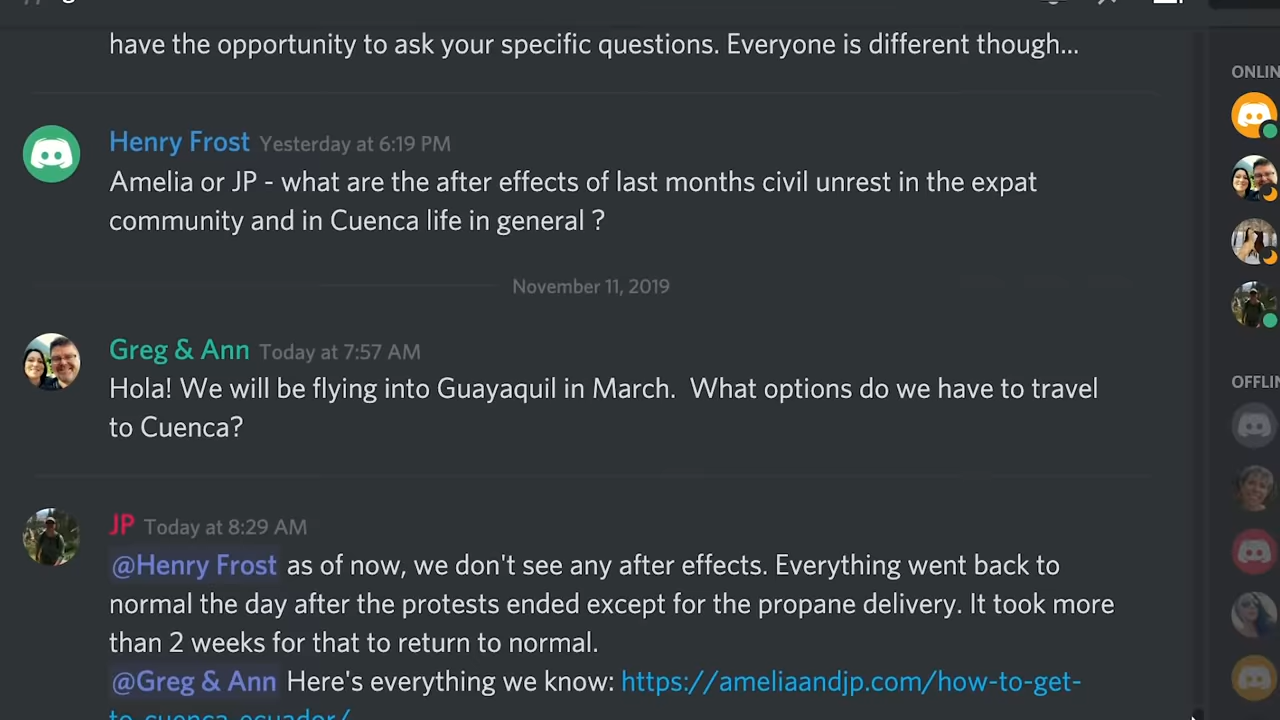 have the opportunity to ask your specific questions. Everyone is different though...
ONLIN
Henry Frost Yesterday at 6:19 PM
Amelia or JP - what are the after effects of last months civil unrest in the expat
community and in Cuenca life in general ?
November 11, 2019
Greg & Ann Today at 7:57 AM
Hola! We will be flying into Guayaquil in March.  What options do we have to travel
to Cuenca?
OFFLIN
JP Today at 8:29 AM
@Henry Frost as of now, we don't see any after effects. Everything went back to
normal the day after the protests ended except for the propane delivery. It took more
than 2 weeks for that to return to normal.
@Greg & Ann Here's everything we know: https://ameliaandjp.com/how-to-get-
to-cuenca-ecuador/